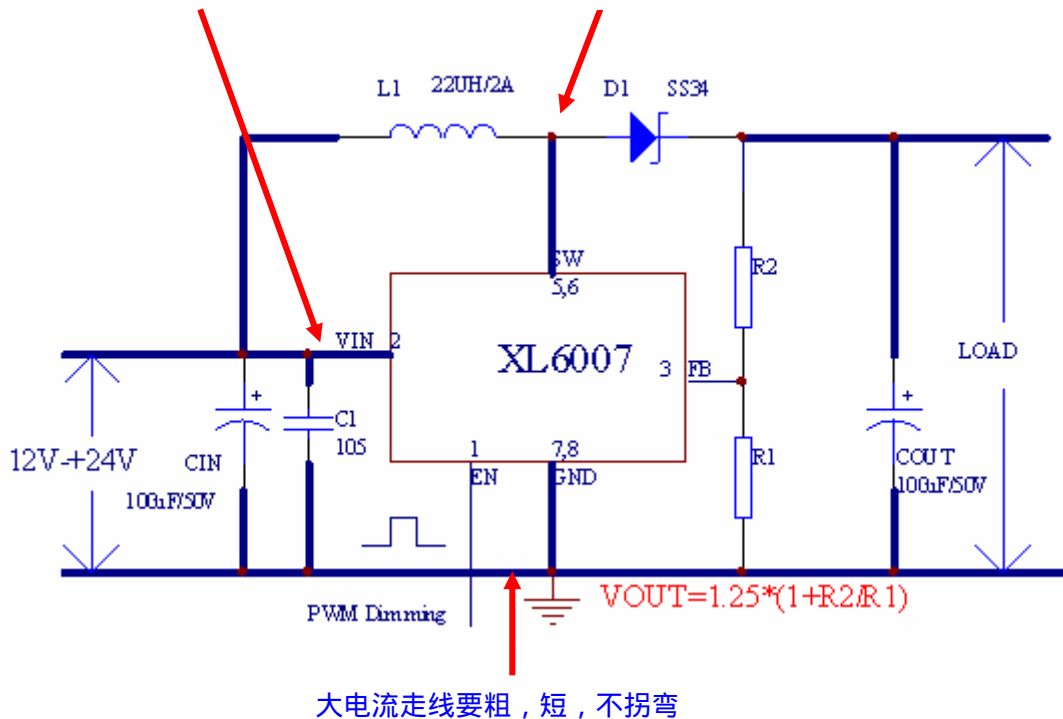 L1 22UH/2A D1 SS34
SW
5,6
R2
VIN 2
XL6007
3 FB
LOAD
+
C1
105
12V-+24V
CIN
100uF/50V
1
EN
7,8
GND
R1
+
COUT
100uF/50V
PWM Dimming
VOUT=1.25*(1+R2/R1)
大电流走线要粗，短，不拐弯